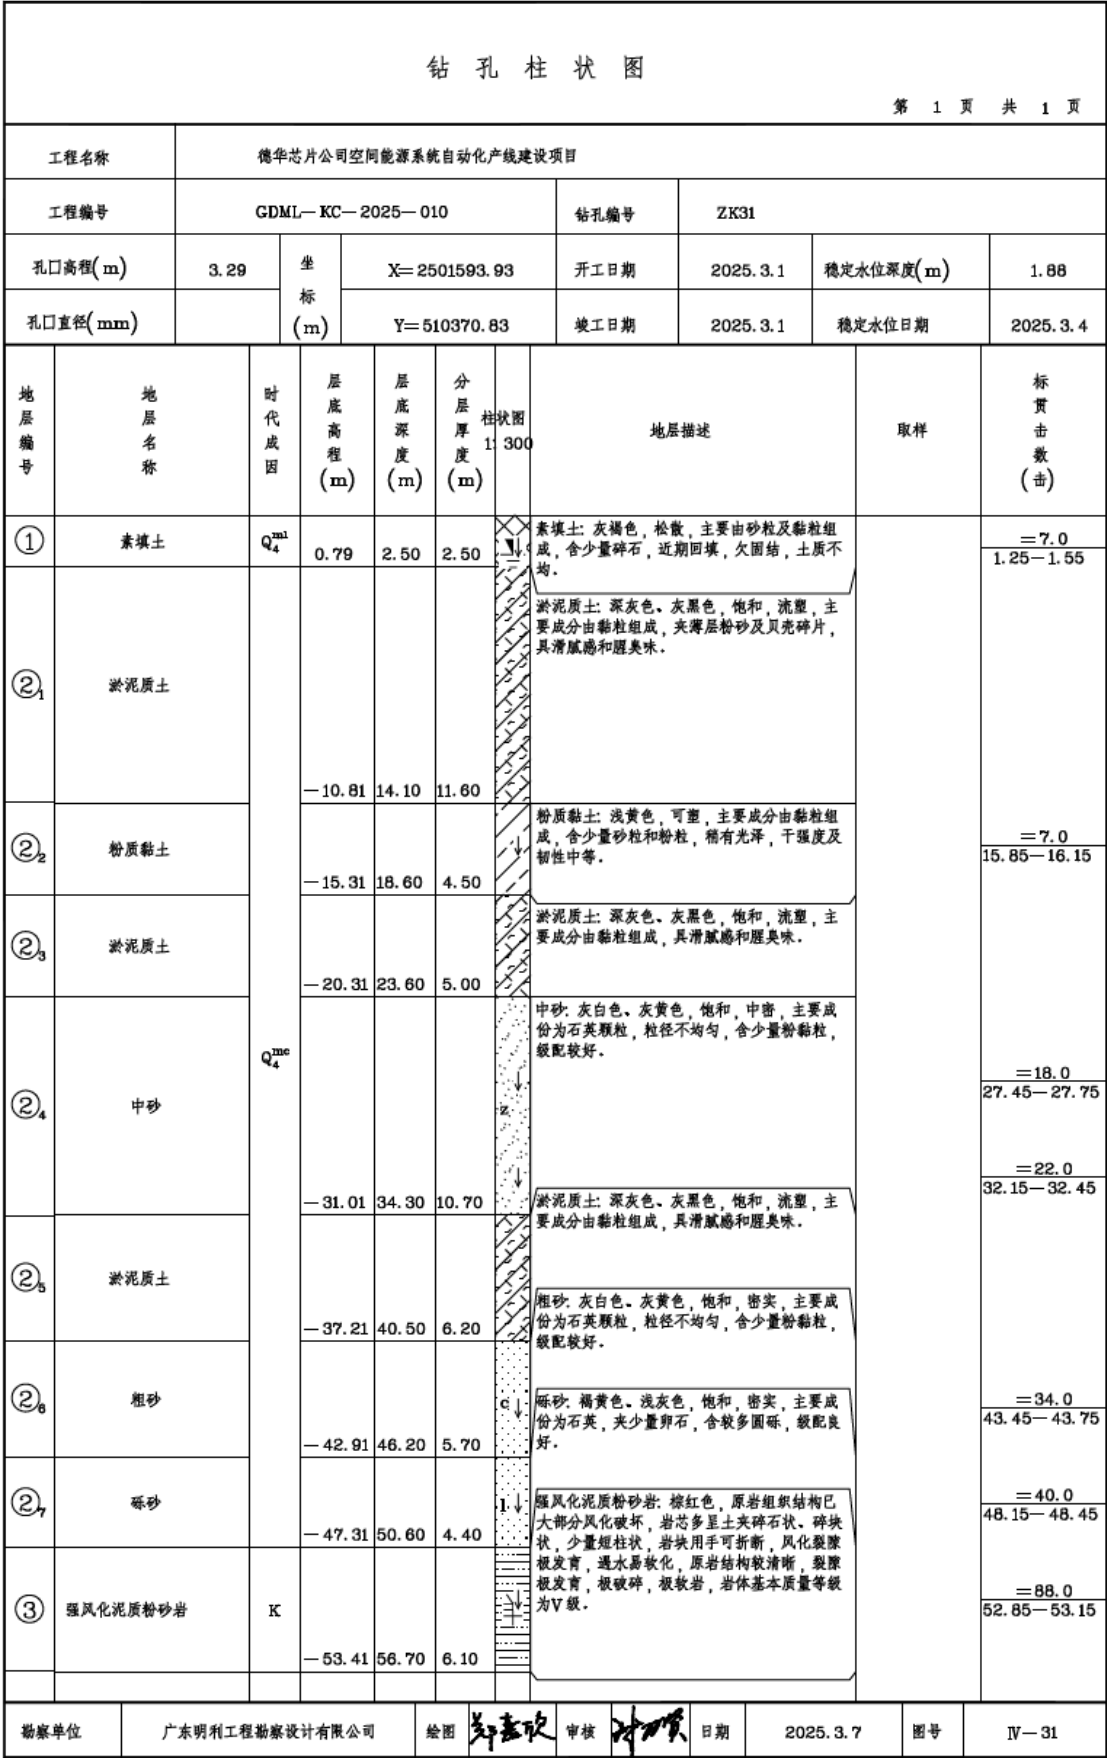 钻孔柱状图
第 1 页 共 1 页
工程名称 德华芯片公司空间能源系统自动化产线建设项目
工程编号 GDML—KC—2025—010 钻孔编号 ZK31
孔口高程(m) 3.29 坐标(m) X=2501593.93 开工日期 2025.3.1 稳定水位深度(m) 1.88
孔口直径(mm) Y=510370.83 竣工日期 2025.3.1 稳定水位日期 2025.3.4
地层编号 地层名称 时代成因 层底高程(m) 层底深度(m) 分层厚度(m) 柱状图 1:300 地层描述 取样 标贯击数(击)
① 素填土 Q4ml 0.79 2.50 2.50
素填土: 灰褐色, 松散, 主要由砂粒及黏粒组
成, 含少量碎石, 近期回填, 欠固结, 土质不
均.
=7.0
1.25—1.55
②1 淤泥质土 —10.81 14.10 11.60
淤泥质土: 深灰色、灰黑色, 饱和, 流塑, 主
要成分由黏粒组成, 夹薄层粉砂及贝壳碎片,
具滑腻感和腥臭味.
②2 粉质黏土 —15.31 18.60 4.50
粉质黏土: 浅黄色, 可塑, 主要成分由黏粒组
成, 含少量砂粒和粉粒, 稍有光泽, 干强度及
韧性中等.
=7.0
15.85—16.15
②3 淤泥质土 —20.31 23.60 5.00
淤泥质土: 深灰色、灰黑色, 饱和, 流塑, 主
要成分由黏粒组成, 具滑腻感和腥臭味.
Q4mc
②4 中砂 —31.01 34.30 10.70
z
中砂: 灰白色、灰黄色, 饱和, 中密, 主要成
份为石英颗粒, 粒径不均匀, 含少量粉黏粒,
级配较好.
=18.0
27.45—27.75
=22.0
32.15—32.45
②5 淤泥质土 —37.21 40.50 6.20
淤泥质土: 深灰色、灰黑色, 饱和, 流塑, 主
要成分由黏粒组成, 具滑腻感和腥臭味.
②6 粗砂 —42.91 46.20 5.70
c
粗砂: 灰白色、灰黄色, 饱和, 密实, 主要成
份为石英颗粒, 粒径不均匀, 含少量粉黏粒,
级配较好.
=34.0
43.45—43.75
②7 砾砂 —47.31 50.60 4.40
l
砾砂: 褐黄色、浅灰色, 饱和, 密实, 主要成
份为石英, 夹少量卵石, 含较多圆砾, 级配良
好.
=40.0
48.15—48.45
③ 强风化泥质粉砂岩 K —53.41 56.70 6.10
强风化泥质粉砂岩: 棕红色, 原岩组织结构已
大部分风化破坏, 岩芯多呈土夹碎石状、碎块
状, 少量短柱状, 岩块用手可折断, 风化裂隙
极发育, 遇水易软化, 原岩结构较清晰, 裂隙
极发育, 极破碎, 极软岩, 岩体基本质量等级
为V级.
=88.0
52.85—53.15
勘察单位 广东明利工程勘察设计有限公司 绘图 郑嘉欣 审核 日期 2025.3.7 图号 Ⅳ—31